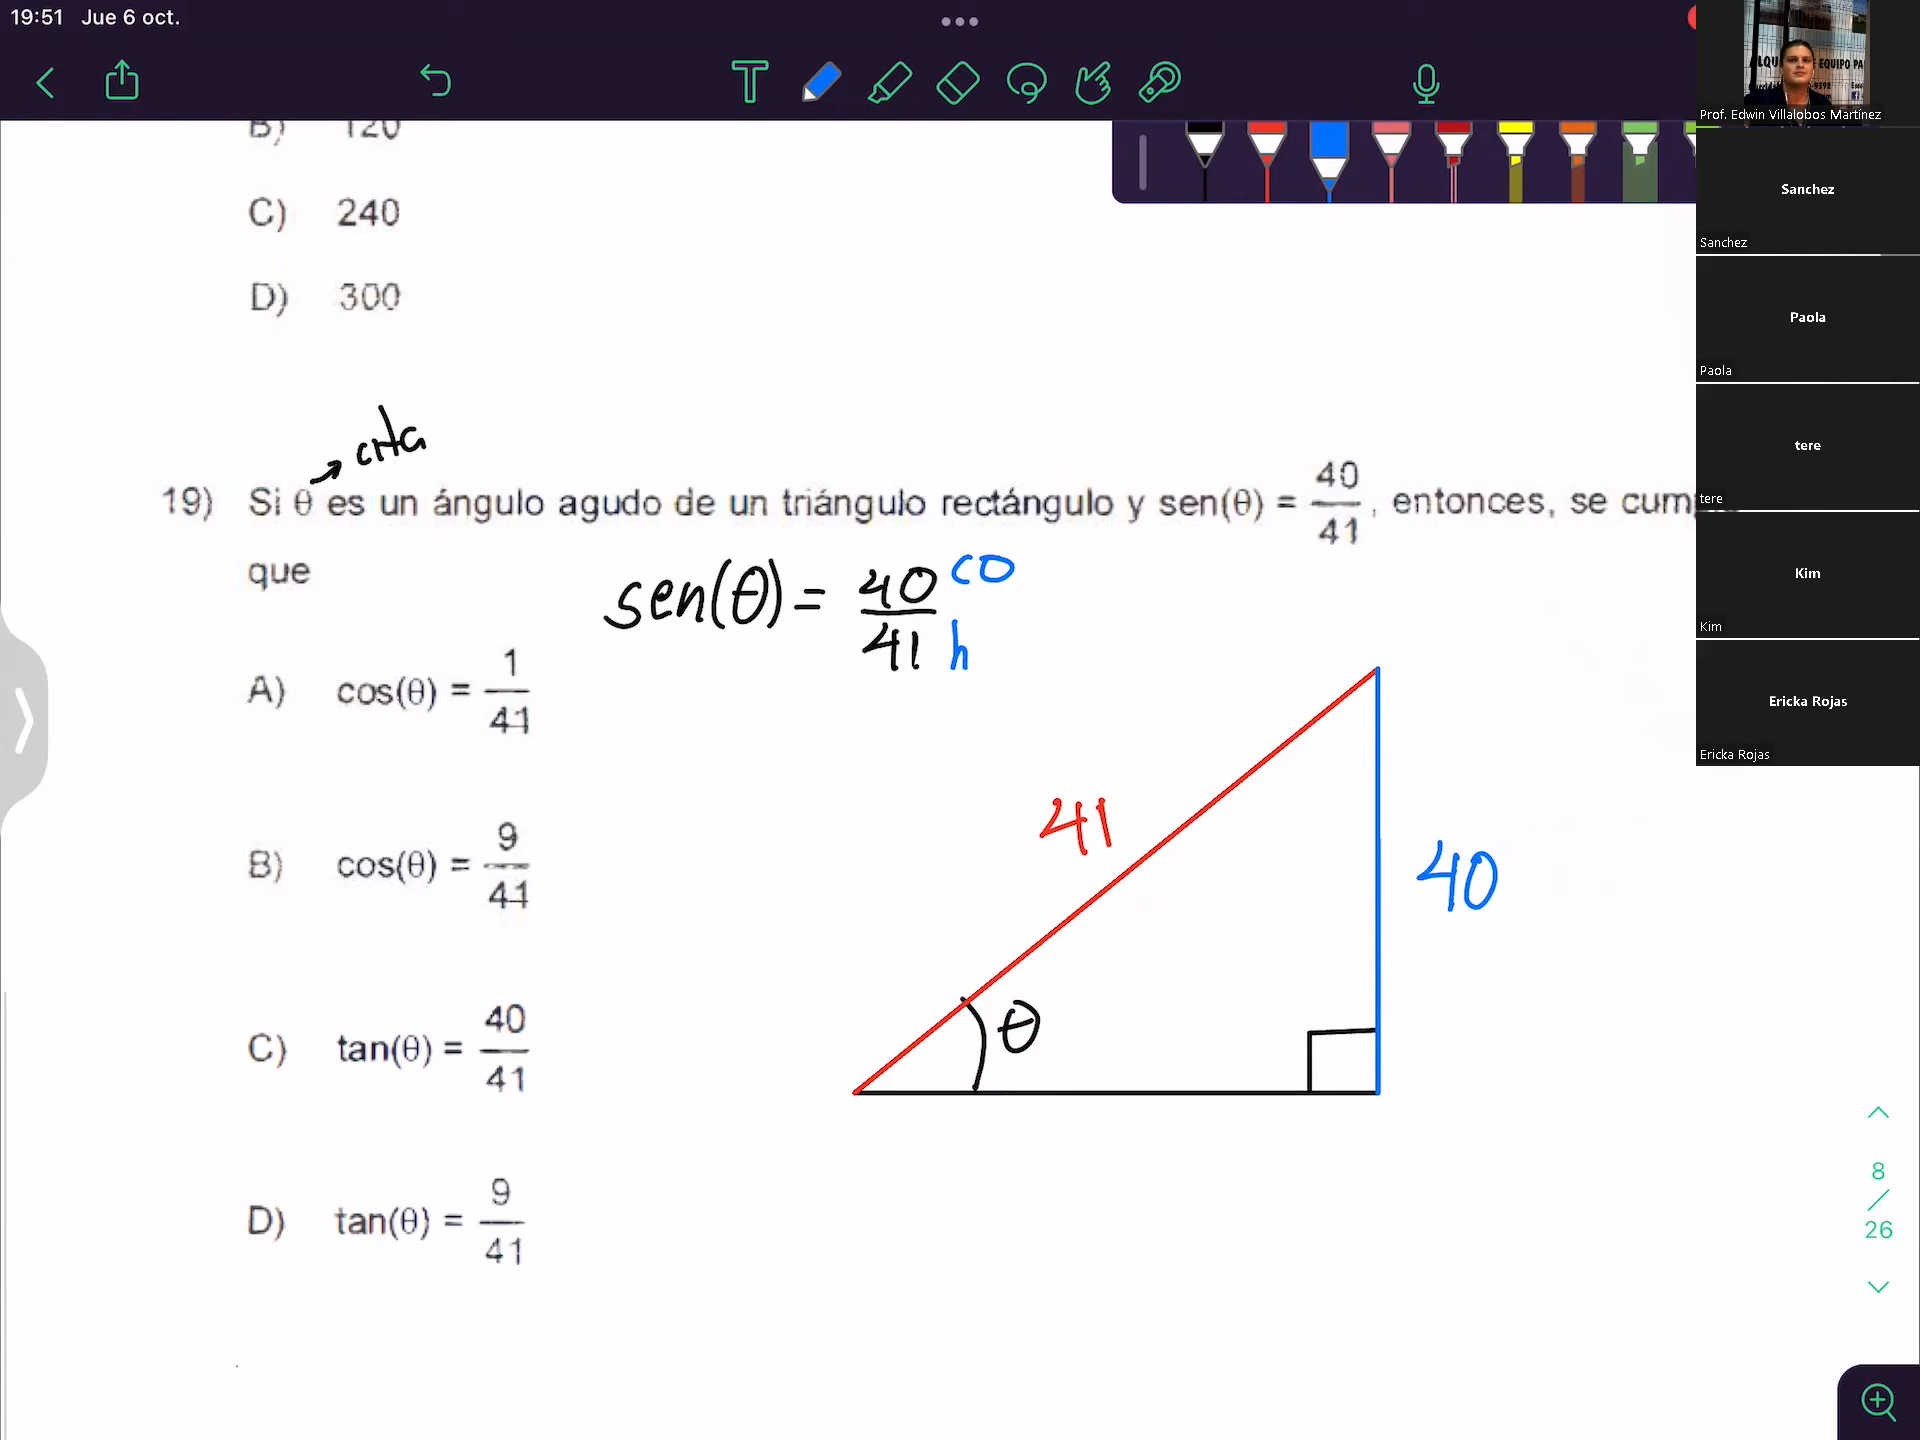 19:51 Jue 6 oct.
B) 120
C) 240
D) 300
cita
19) Si θ es un ángulo agudo de un triángulo rectángulo y sen(θ) = 40/41, entonces, se cum
que
sen(θ) = 40/41 co h
A) cos(θ) = 1/41
B) cos(θ) = 9/41
C) tan(θ) = 40/41
D) tan(θ) = 9/41
41
40
θ
8
/
26
EQUIPO PA
Prof. Edwin Villalobos Martínez
Sanchez
Sanchez
Paola
Paola
tere
tere
Kim
Kim
Ericka Rojas
Ericka Rojas